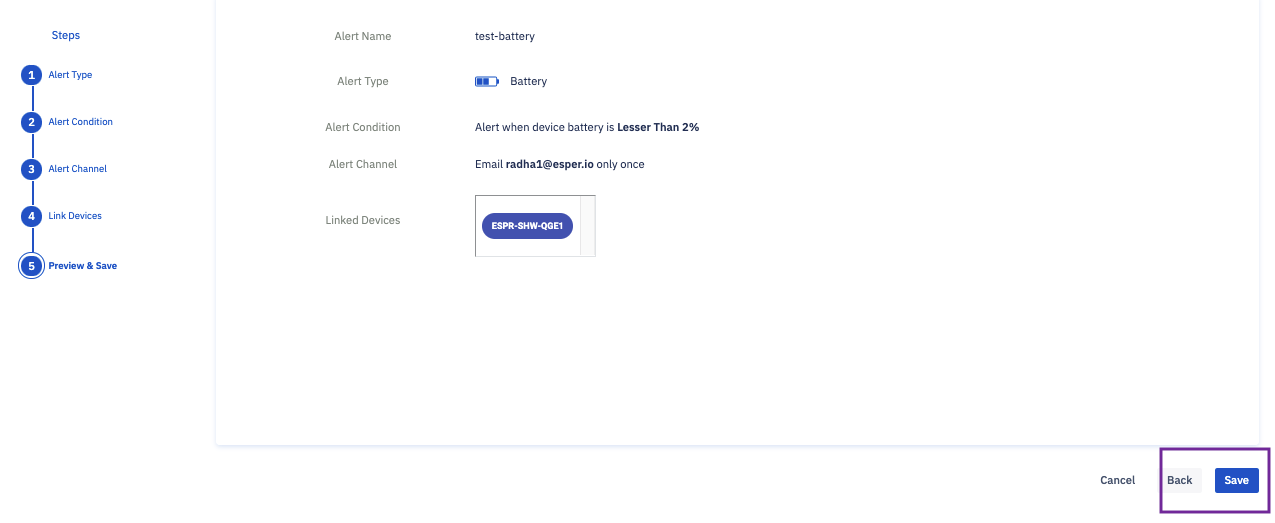 Steps
1 Alert Type
2 Alert Condition
3 Alert Channel
4 Link Devices
5 Preview & Save
Alert Name test-battery
Alert Type Battery
Alert Condition Alert when device battery is Lesser Than 2%
Alert Channel Email radha1@esper.io only once
Linked Devices ESPR-SHW-QGE1
Cancel Back Save